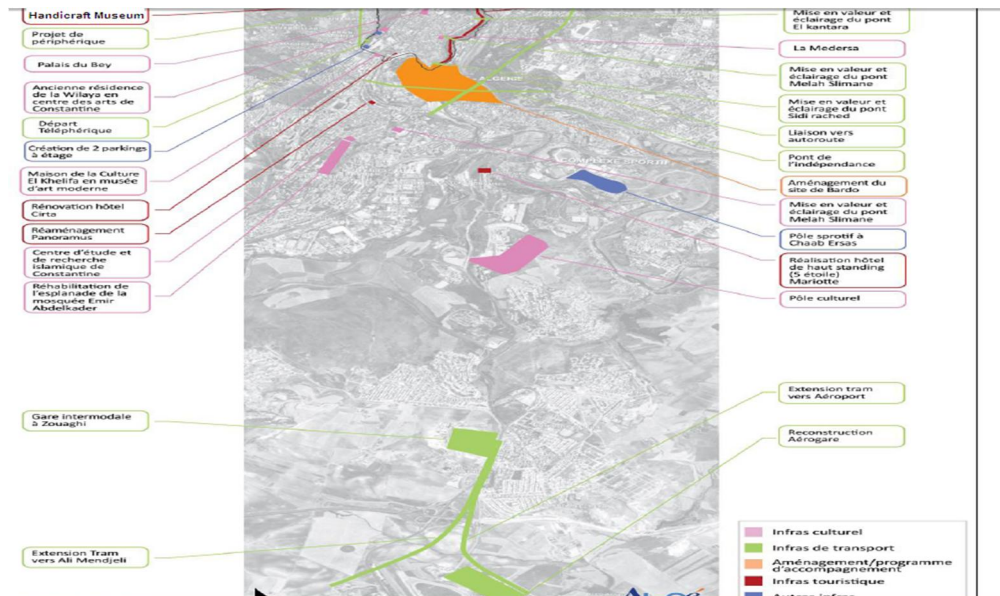 Handicraft Museum
Projet de
périphérique
Palais du Bey
Ancienne résidence
de la Wilaya en
centre des arts de
Constantine
Départ
Téléphérique
Création de 2 parkings
à étage
Maison de la Culture
El Khelifa en musée
d'art moderne
Rénovation hôtel
Cirta
Réaménagement
Panoramus
Centre d'étude et
de recherche
islamique de
Constantine
Réhabilitation de
l'esplanade de la
mosquée Emir
Abdelkader
Gare intermodale
à Zouaghi
Extension Tram
vers Ali Mendjeli
ALGERIE
COMPLEXE SPORTIF
Mise en valeur et
éclairage du pont
El kantara
La Medersa
Mise en valeur et
éclairage du pont
Melah Slimane
Mise en valeur et
éclairage du pont
Sidi rached
Liaison vers
autoroute
Pont de
l'indépendance
Aménagement du
site de Bardo
Mise en valeur et
éclairage du pont
Melah Slimane
Pôle sprotif à
Chaab Ersas
Réalisation hôtel
de haut standing
(5 étoile)
Mariotte
Pôle culturel
Extension tram
vers Aéroport
Reconstruction
Aérogare
Infras culturel
Infras de transport
Aménagement/programme
d'accompagnement
Infras touristique
Autres infras